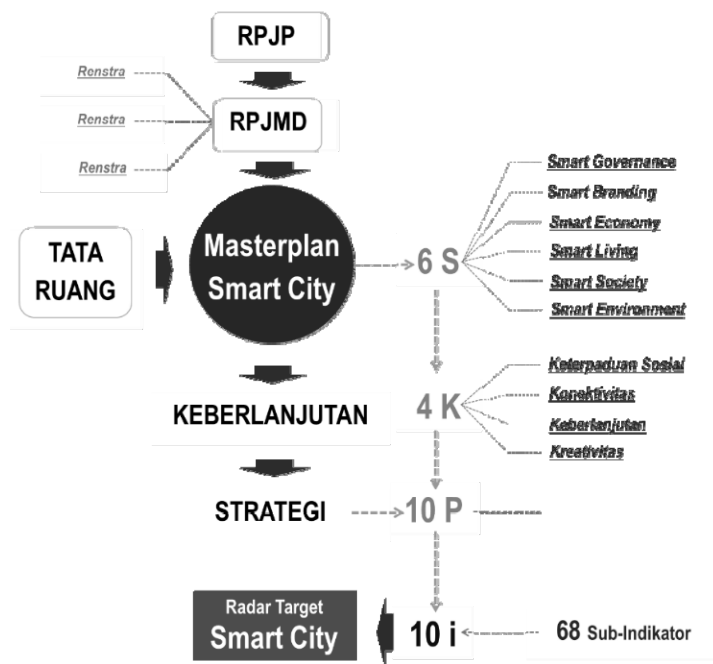 RPJP
Renstra
Renstra
Renstra
RPJMD
TATA
RUANG
Masterplan
Smart City
6 S
Smart Governance
Smart Branding
Smart Economy
Smart Living
Smart Society
Smart Environment
KEBERLANJUTAN
4 K
Keterpaduan Sosial
Konektivitas
Keberlanjutan
Kreativitas
STRATEGI
10 P
Radar Target
Smart City
10 i
68 Sub-Indikator